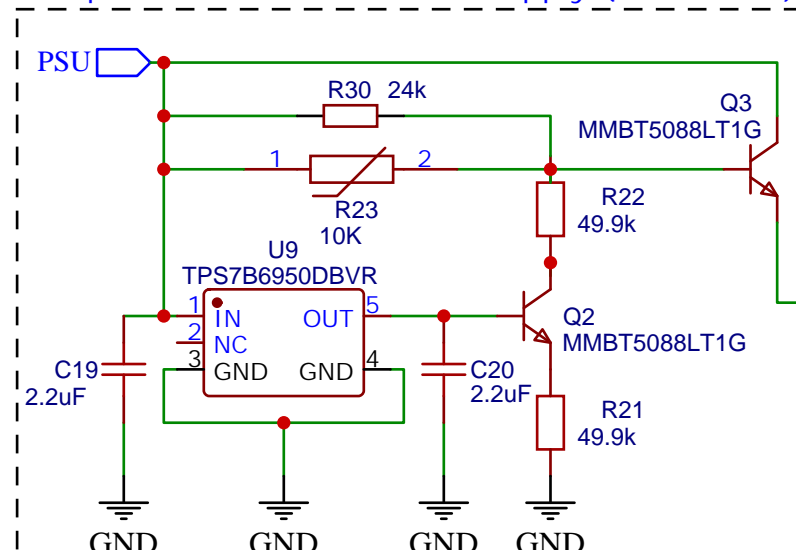 PSU
R30 24k
Q3
MMBT5088LT1G
1
2
R23
10K
R22
49.9k
U9
TPS7B6950DBVR
1
IN
OUT
5
2
NC
3
GND
GND
4
C19
2.2uF
C20
2.2uF
Q2
MMBT5088LT1G
R21
49.9k
GND
GND
GND
GND